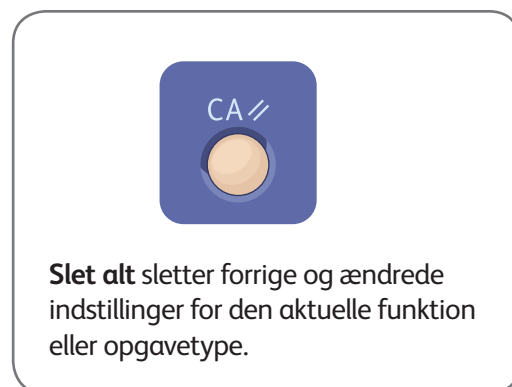 CA//
Slet alt sletter forrige og ændrede
indstillinger for den aktuelle funktion
eller opgavetype.